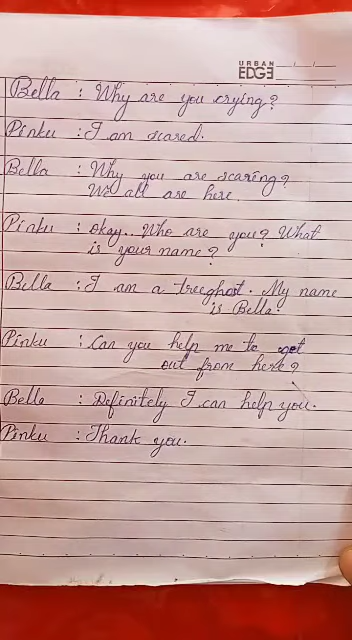 URBAN
EDGE
Bella : Why are you crying?
Pinku : I am scared.
Bella : Why you are scaring?
We all are here.
Pinku : Okay.. Who are you? What
is your name?
Bella : I am a treeghost. My name
is Bella.
Pinku : Can you help me to get
out from here?
Bella : Definitely I can help you.
Pinku : Thank you.